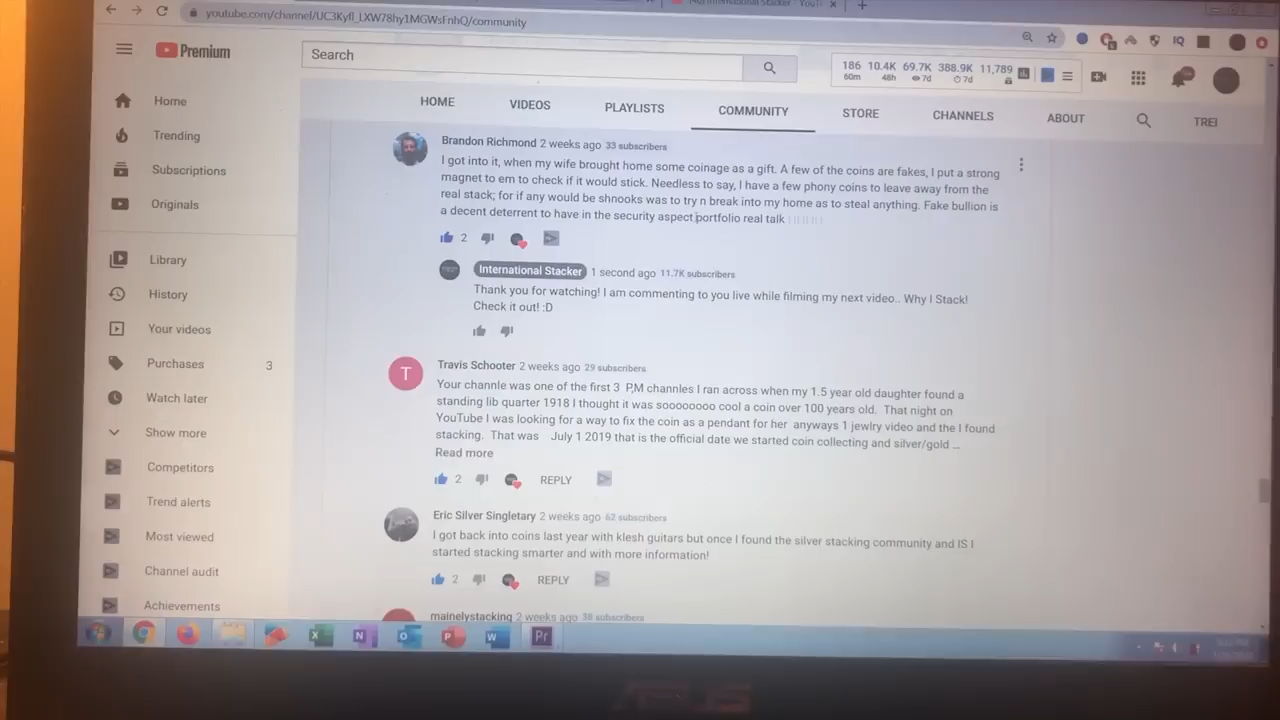 youtube.com/channel/UC3Kyfl_LXW78hy1MGWsFnhQ/community
Premium
Search
186 10.4K 69.7K 388.9K 11,789
60m 48h 7d 7d
HOME VIDEOS PLAYLISTS COMMUNITY STORE CHANNELS ABOUT TREI
Home
Trending
Subscriptions
Originals
Library
History
Your videos
Purchases 3
Watch later
Show more
Competitors
Trend alerts
Most viewed
Channel audit
Achievements
Brandon Richmond 2 weeks ago 33 subscribers
I got into it, when my wife brought home some coinage as a gift. A few of the coins are fakes, I put a strong
magnet to em to check if it would stick. Needless to say, I have a few phony coins to leave away from the
real stack; for if any would be shnooks was to try n break into my home as to steal anything. Fake bullion is
a decent deterrent to have in the security aspect portfolio real talk
2
International Stacker 1 second ago 11.7K subscribers
Thank you for watching! I am commenting to you live while filming my next video.. Why I Stack!
Check it out! :D
T
Travis Schooter 2 weeks ago 29 subscribers
Your channle was one of the first 3 P,M channles I ran across when my 1.5 year old daughter found a
standing lib quarter 1918 I thought it was soooooooo cool a coin over 100 years old. That night on
YouTube I was looking for a way to fix the coin as a pendant for her anyways 1 jewlry video and the I found
stacking. That was July 1 2019 that is the official date we started coin collecting and silver/gold ...
Read more
2 REPLY
Eric Silver Singletary 2 weeks ago 62 subscribers
I got back into coins last year with klesh guitars but once I found the silver stacking community and IS I
started stacking smarter and with more information!
2 REPLY
mainelystacking 2 weeks ago 38 subscribers
Pr
ASUS